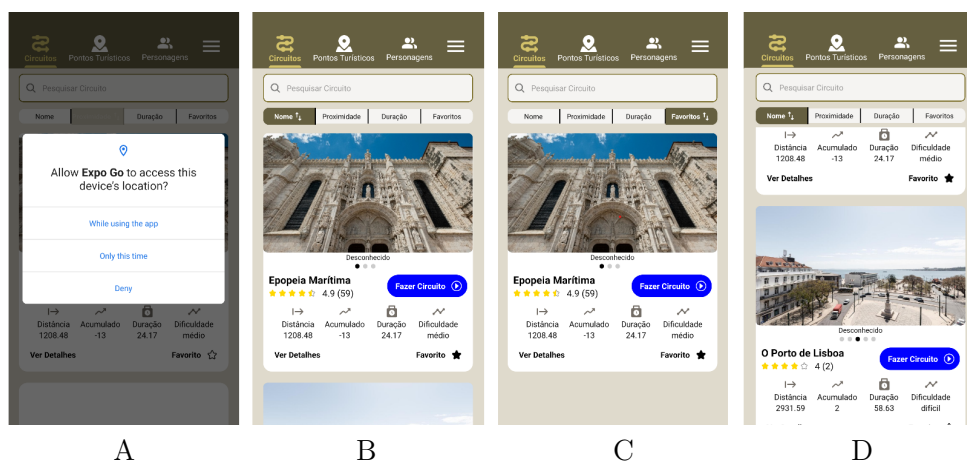 Circuitos Pontos Turísticos Personagens
Pesquisar Circuito
Nome Duração Favoritos
Allow Expo Go to access this
device's location?
While using the app
Only this time
Deny
Distância Acumulado Duração Dificuldade
1208.48 -13 24.17 médio
Ver Detalhes Favorito
A
Circuitos Pontos Turísticos Personagens
Pesquisar Circuito
Nome Proximidade Duração Favoritos
Desconhecido
Epopeia Marítima
4.9 (59)
Fazer Circuito
Distância Acumulado Duração Dificuldade
1208.48 -13 24.17 médio
Ver Detalhes Favorito
B
Circuitos Pontos Turísticos Personagens
Pesquisar Circuito
Nome Proximidade Duração Favoritos
Desconhecido
Epopeia Marítima
4.9 (59)
Fazer Circuito
Distância Acumulado Duração Dificuldade
1208.48 -13 24.17 médio
Ver Detalhes Favorito
C
Circuitos Pontos Turísticos Personagens
Pesquisar Circuito
Nome Proximidade Duração Favoritos
Distância Acumulado Duração Dificuldade
1208.48 -13 24.17 médio
Ver Detalhes Favorito
Desconhecido
O Porto de Lisboa
4 (2)
Fazer Circuito
Distância Acumulado Duração Dificuldade
2931.59 2 58.63 difícil
D